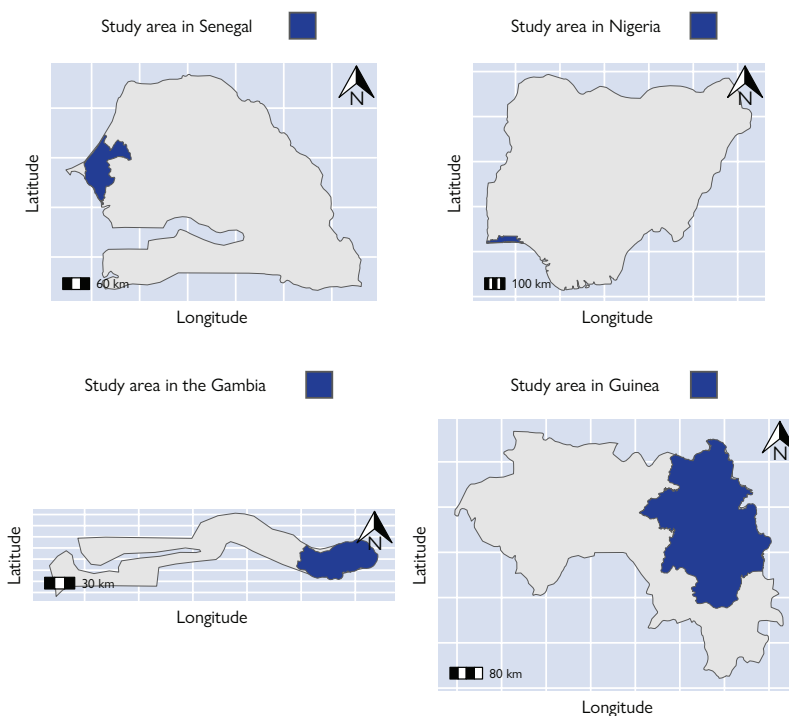 Study area in Senegal
N
Latitude
60 km
Longitude
Study area in Nigeria
N
Latitude
100 km
Longitude
Study area in the Gambia
N
Latitude
30 km
Longitude
Study area in Guinea
N
Latitude
80 km
Longitude